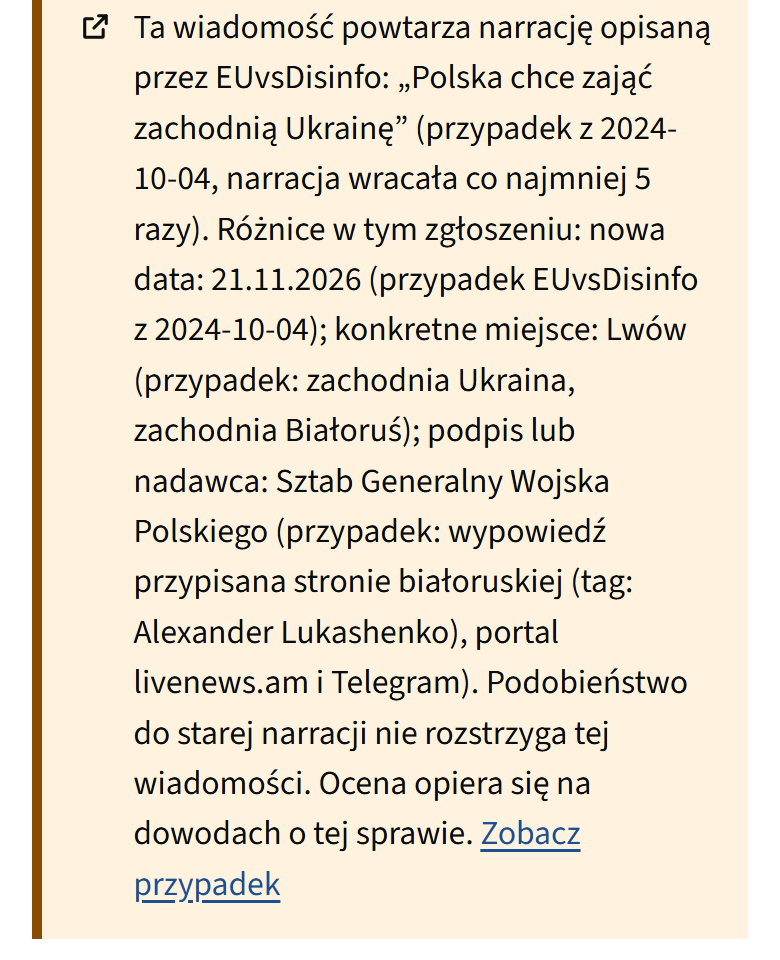 Ta wiadomość powtarza narrację opisaną
przez EUvsDisinfo: „Polska chce zająć
zachodnią Ukrainę” (przypadek z 2024-
10-04, narracja wracała co najmniej 5
razy). Różnice w tym zgłoszeniu: nowa
data: 21.11.2026 (przypadek EUvsDisinfo
z 2024-10-04); konkretne miejsce: Lwów
(przypadek: zachodnia Ukraina,
zachodnia Białoruś); podpis lub
nadawca: Sztab Generalny Wojska
Polskiego (przypadek: wypowiedź
przypisana stronie białoruskiej (tag:
Alexander Lukashenko), portal
livenews.am i Telegram). Podobieństwo
do starej narracji nie rozstrzyga tej
wiadomości. Ocena opiera się na
dowodach o tej sprawie. Zobacz
przypadek